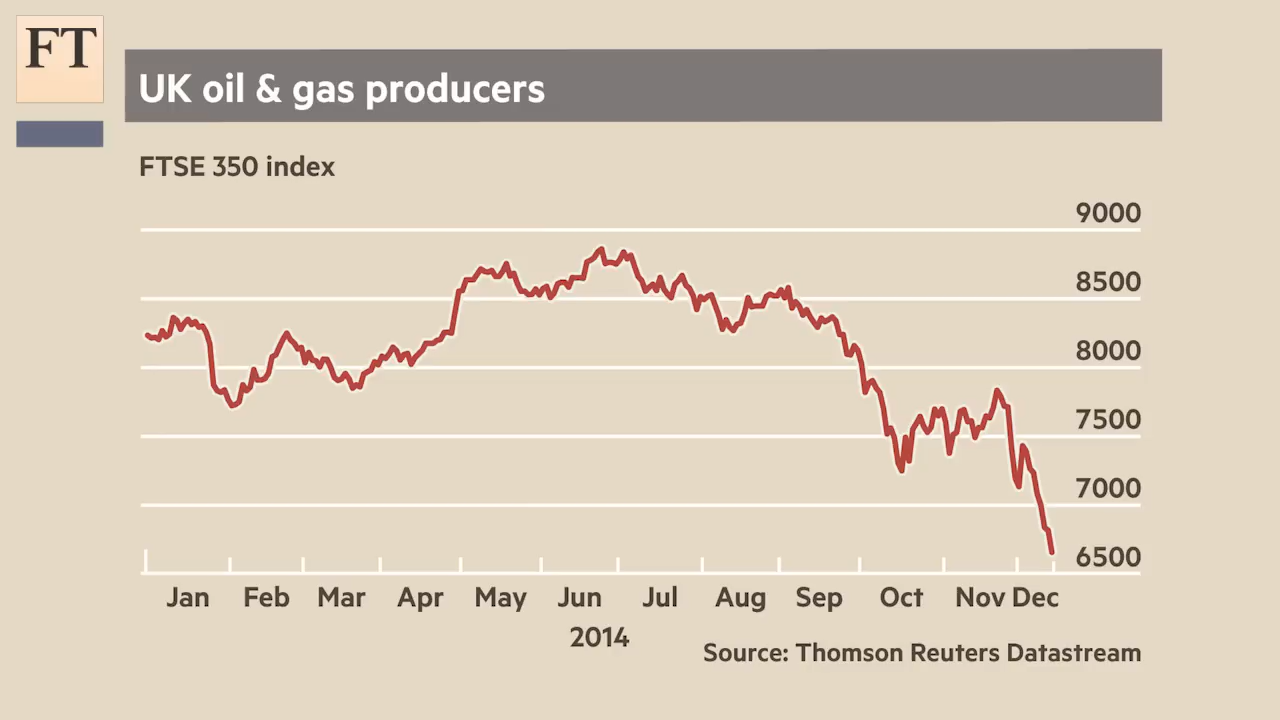 FT
UK oil & gas producers
FTSE 350 index
9000
8500
8000
7500
7000
6500
Jan Feb Mar Apr May Jun Jul Aug Sep Oct Nov Dec
2014
Source: Thomson Reuters Datastream